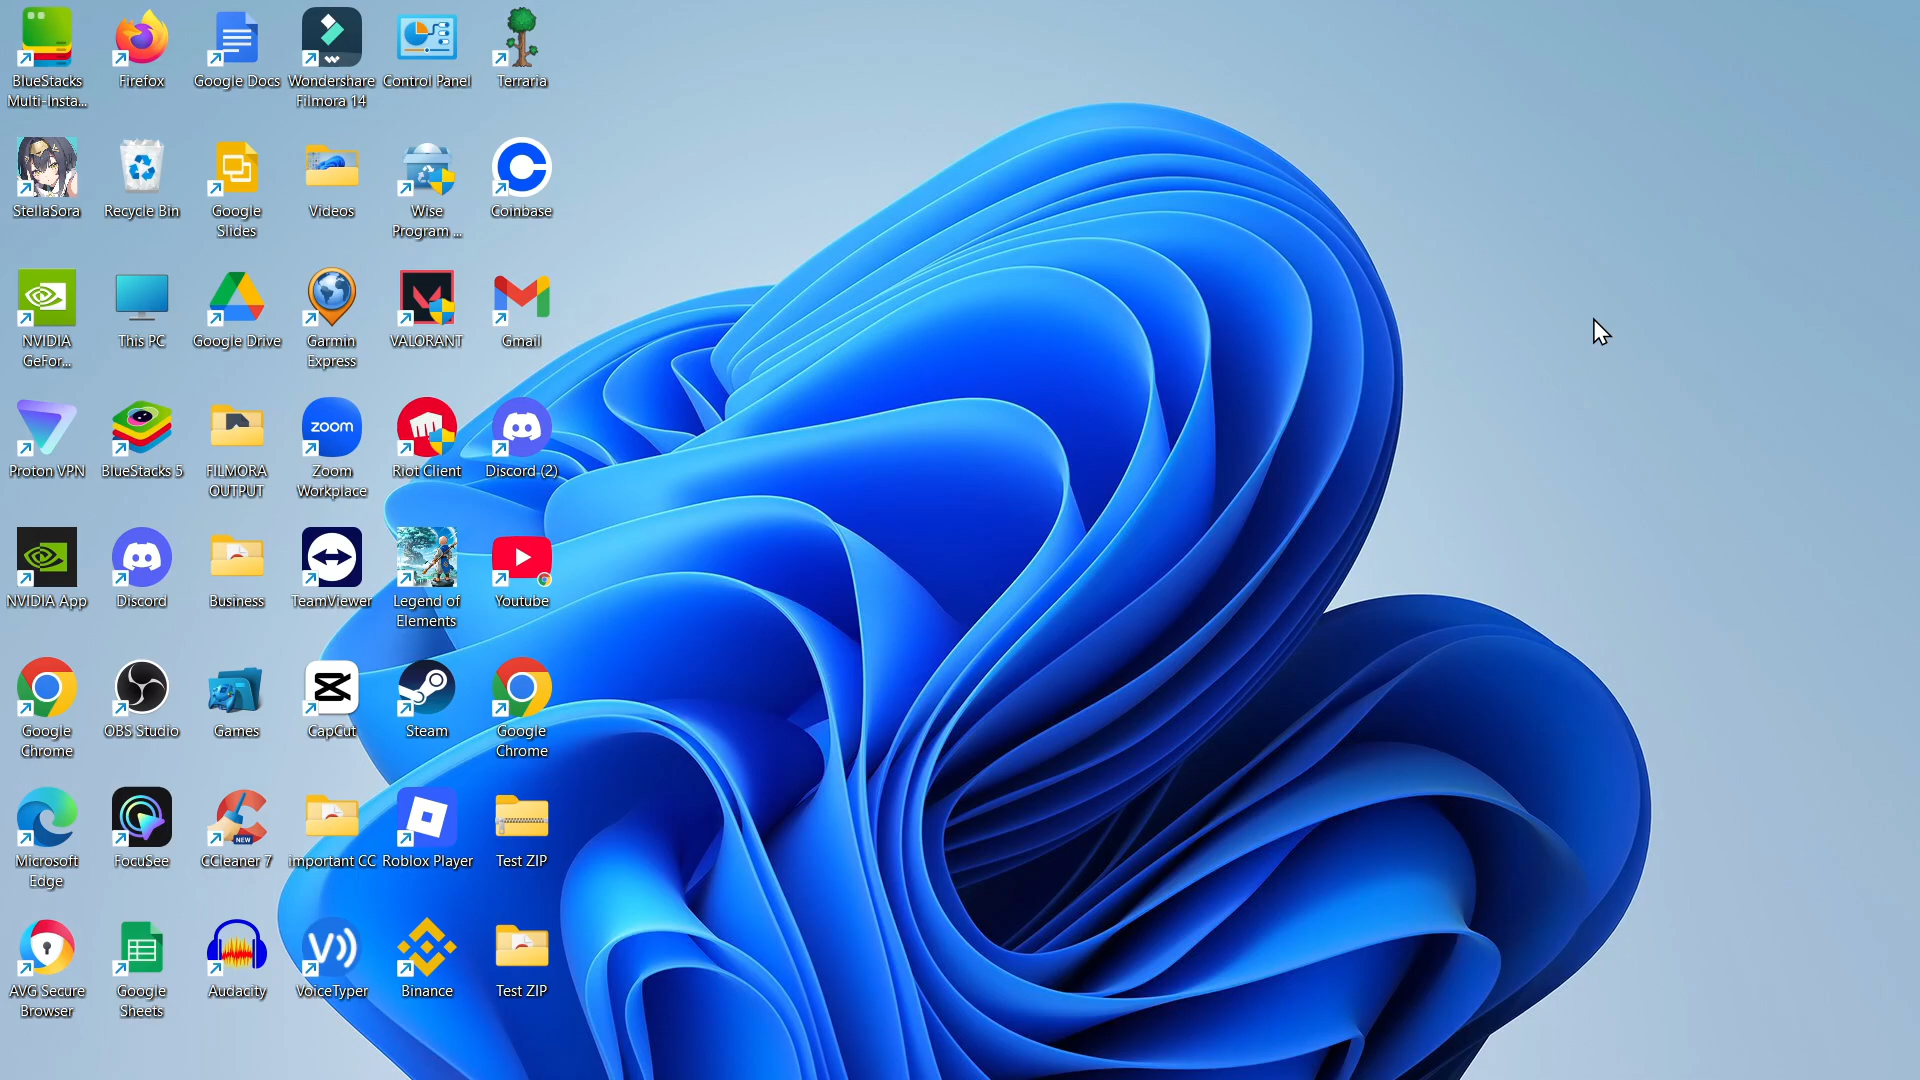 BlueStacks
Multi-Insta...
Firefox
Google Docs
Wondershare
Filmora 14
Control Panel
Terraria
StellaSora
Recycle Bin
Google
Slides
Videos
Wise
Program ...
Coinbase
NVIDIA
GeFor...
This PC
Google Drive
Garmin
Express
VALORANT
Gmail
zoom
Proton VPN
BlueStacks 5
FILMORA
OUTPUT
Zoom
Workplace
Riot Client
Discord (2)
NVIDIA App
Discord
Business
TeamViewer
Legend of
Elements
Youtube
Google
Chrome
OBS Studio
Games
CapCut
Steam
Google
Chrome
NEW
Microsoft
Edge
FocuSee
CCleaner 7
important CC
Roblox Player
Test ZIP
AVG Secure
Browser
Google
Sheets
Audacity
VoiceTyper
Binance
Test ZIP